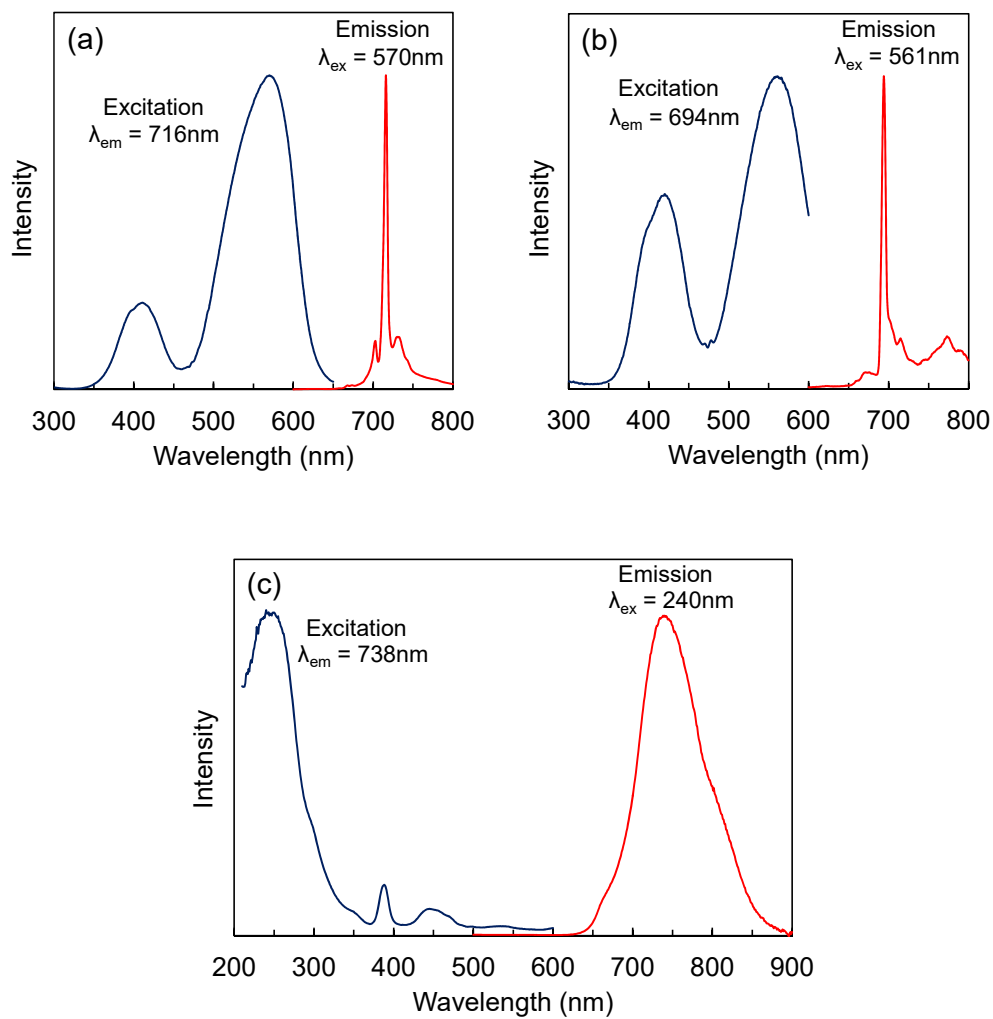 (a)
Emission
λex = 570nm
Excitation
λem = 716nm
Intensity
300 400 500 600 700 800
Wavelength (nm)
(b)
Emission
λex = 561nm
Excitation
λem = 694nm
Intensity
300 400 500 600 700 800
Wavelength (nm)
(c)
Emission
λex = 240nm
Excitation
λem = 738nm
Intensity
200 300 400 500 600 700 800 900
Wavelength (nm)